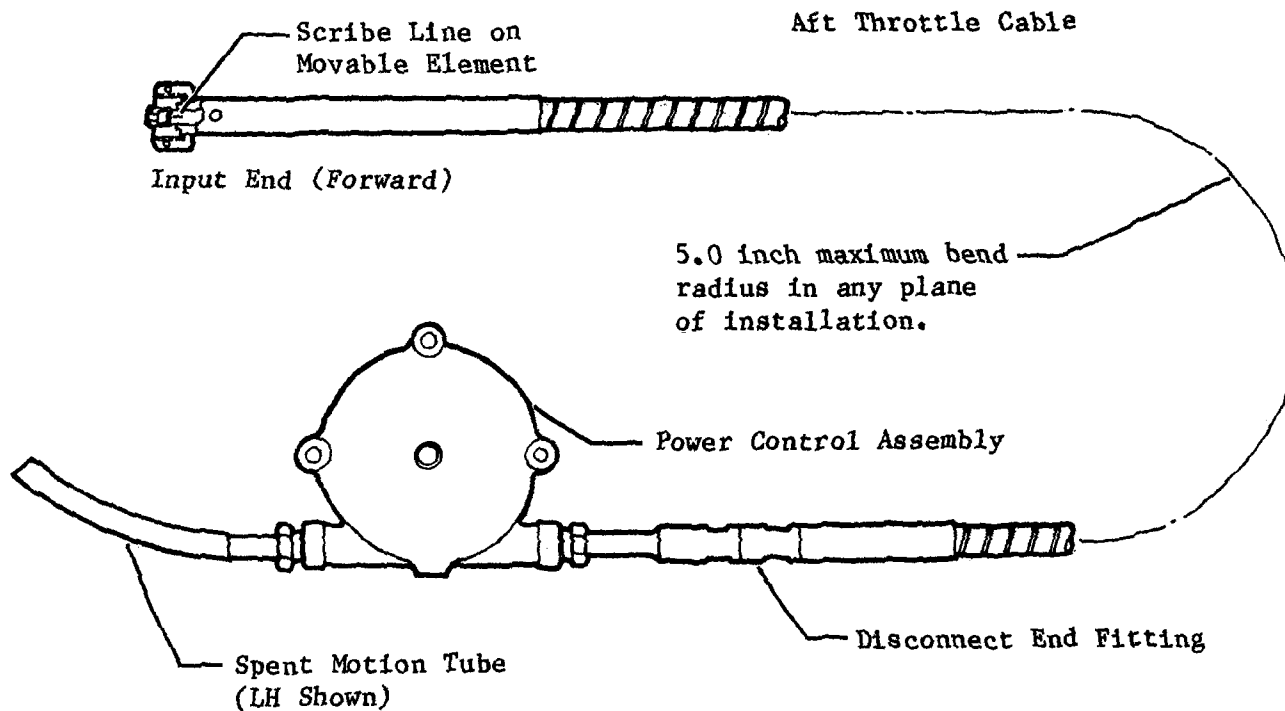 Aft Throttle Cable
Scribe Line on
Movable Element
Input End (Forward)
5.0 inch maximum bend
radius in any plane
of installation.
Power Control Assembly
Disconnect End Fitting
Spent Motion Tube
(LH Shown)